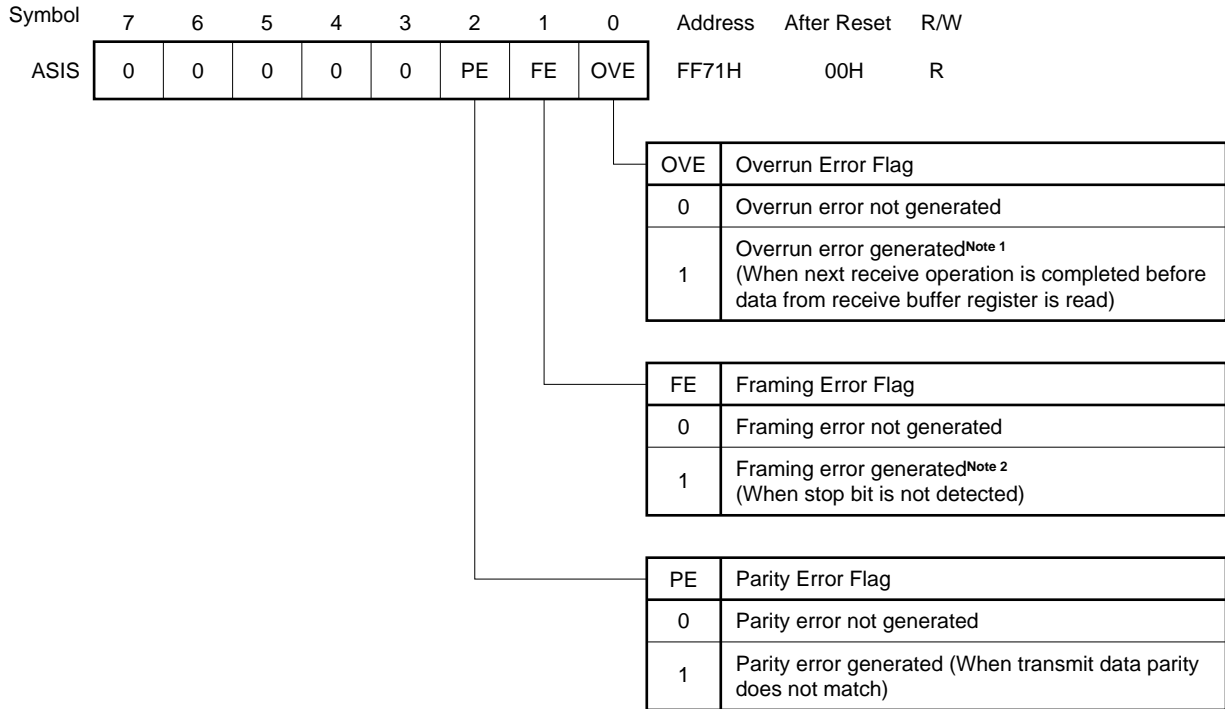 Symbol 7 6 5 4 3 2 1 0 Address After Reset R/W
ASIS 0 0 0 0 0 PE FE OVE FF71H 00H R
OVE Overrun Error Flag
0 Overrun error not generated
1 Overrun error generatedNote 1
(When next receive operation is completed before
data from receive buffer register is read)
FE Framing Error Flag
0 Framing error not generated
1 Framing error generatedNote 2
(When stop bit is not detected)
PE Parity Error Flag
0 Parity error not generated
1 Parity error generated (When transmit data parity
does not match)